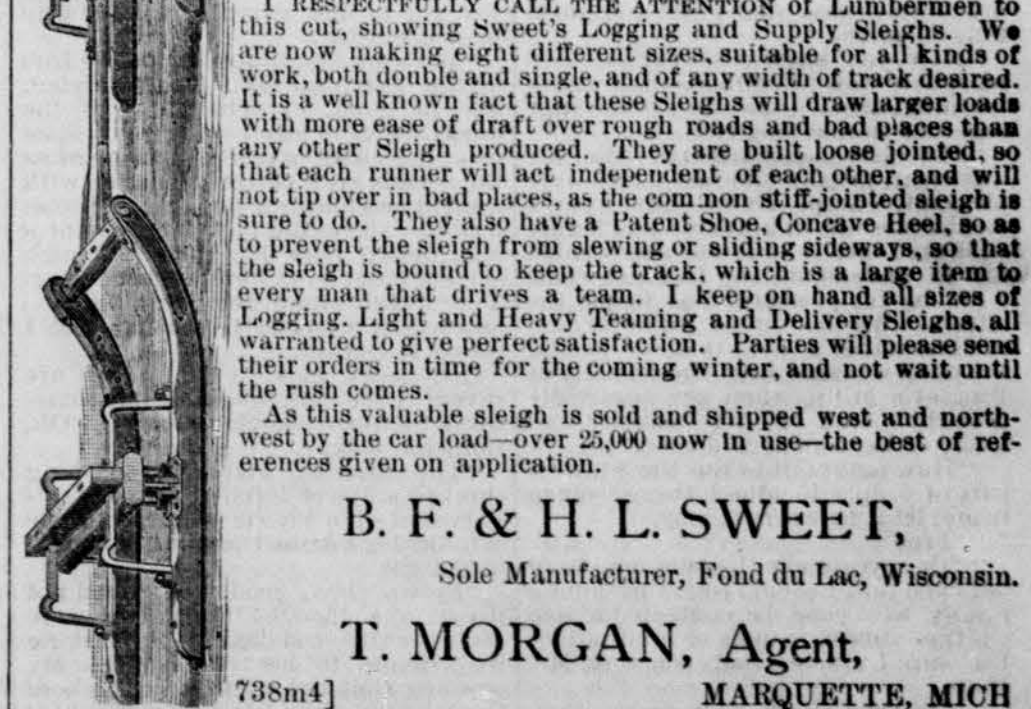 I RESPECTFULLY CALL THE ATTENTION of Lumbermen to
this cut, showing Sweet's Logging and Supply Sleighs. We
are now making eight different sizes, suitable for all kinds of
work, both double and single, and of any width of track desired.
It is a well known fact that these Sleighs will draw larger loads
with more ease of draft over rough roads and bad places than
any other Sleigh produced. They are built loose jointed, so
that each runner will act independent of each other, and will
not tip over in bad places, as the common stiff-jointed sleigh is
sure to do. They also have a Patent Shoe, Concave Heel, so as
to prevent the sleigh from slewing or sliding sideways, so that
the sleigh is bound to keep the track, which is a large item to
every man that drives a team. I keep on hand all sizes of
Logging. Light and Heavy Teaming and Delivery Sleighs, all
warranted to give perfect satisfaction. Parties will please send
their orders in time for the coming winter, and not wait until
the rush comes.
As this valuable sleigh is sold and shipped west and north-
west by the car load—over 25,000 now in use—the best of ref-
erences given on application.
B. F. & H. L. SWEET,
Sole Manufacturer, Fond du Lac, Wisconsin.
T. MORGAN, Agent,
738m4] MARQUETTE, MICH